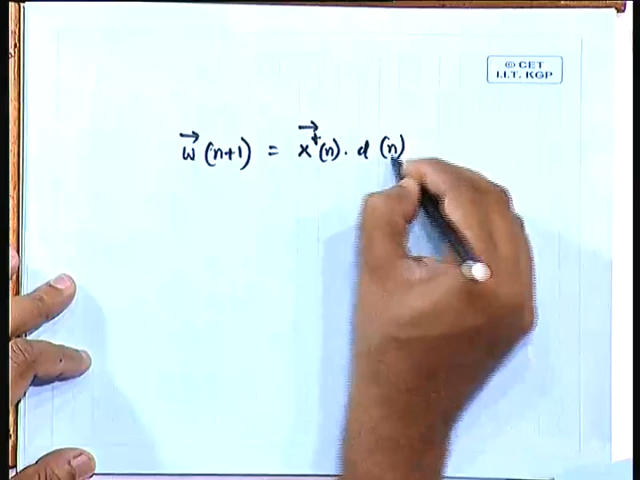 © CET
I.I.T. KGP
→w (n+1) = →x⁺(n). d (n)